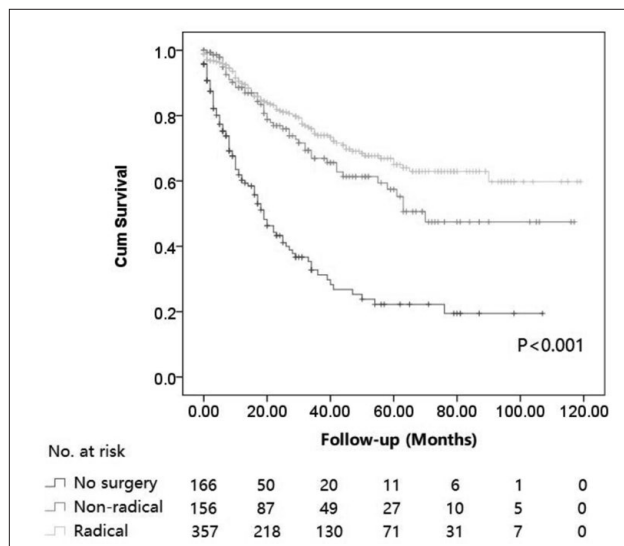 1.0
0.8
0.6
0.4
0.2
0.0
Cum Survival
P<0.001
0.00 20.00 40.00 60.00 80.00 100.00 120.00
Follow-up (Months)
No. at risk
No surgery 166 50 20 11 6 1 0
Non-radical 156 87 49 27 10 5 0
Radical 357 218 130 71 31 7 0